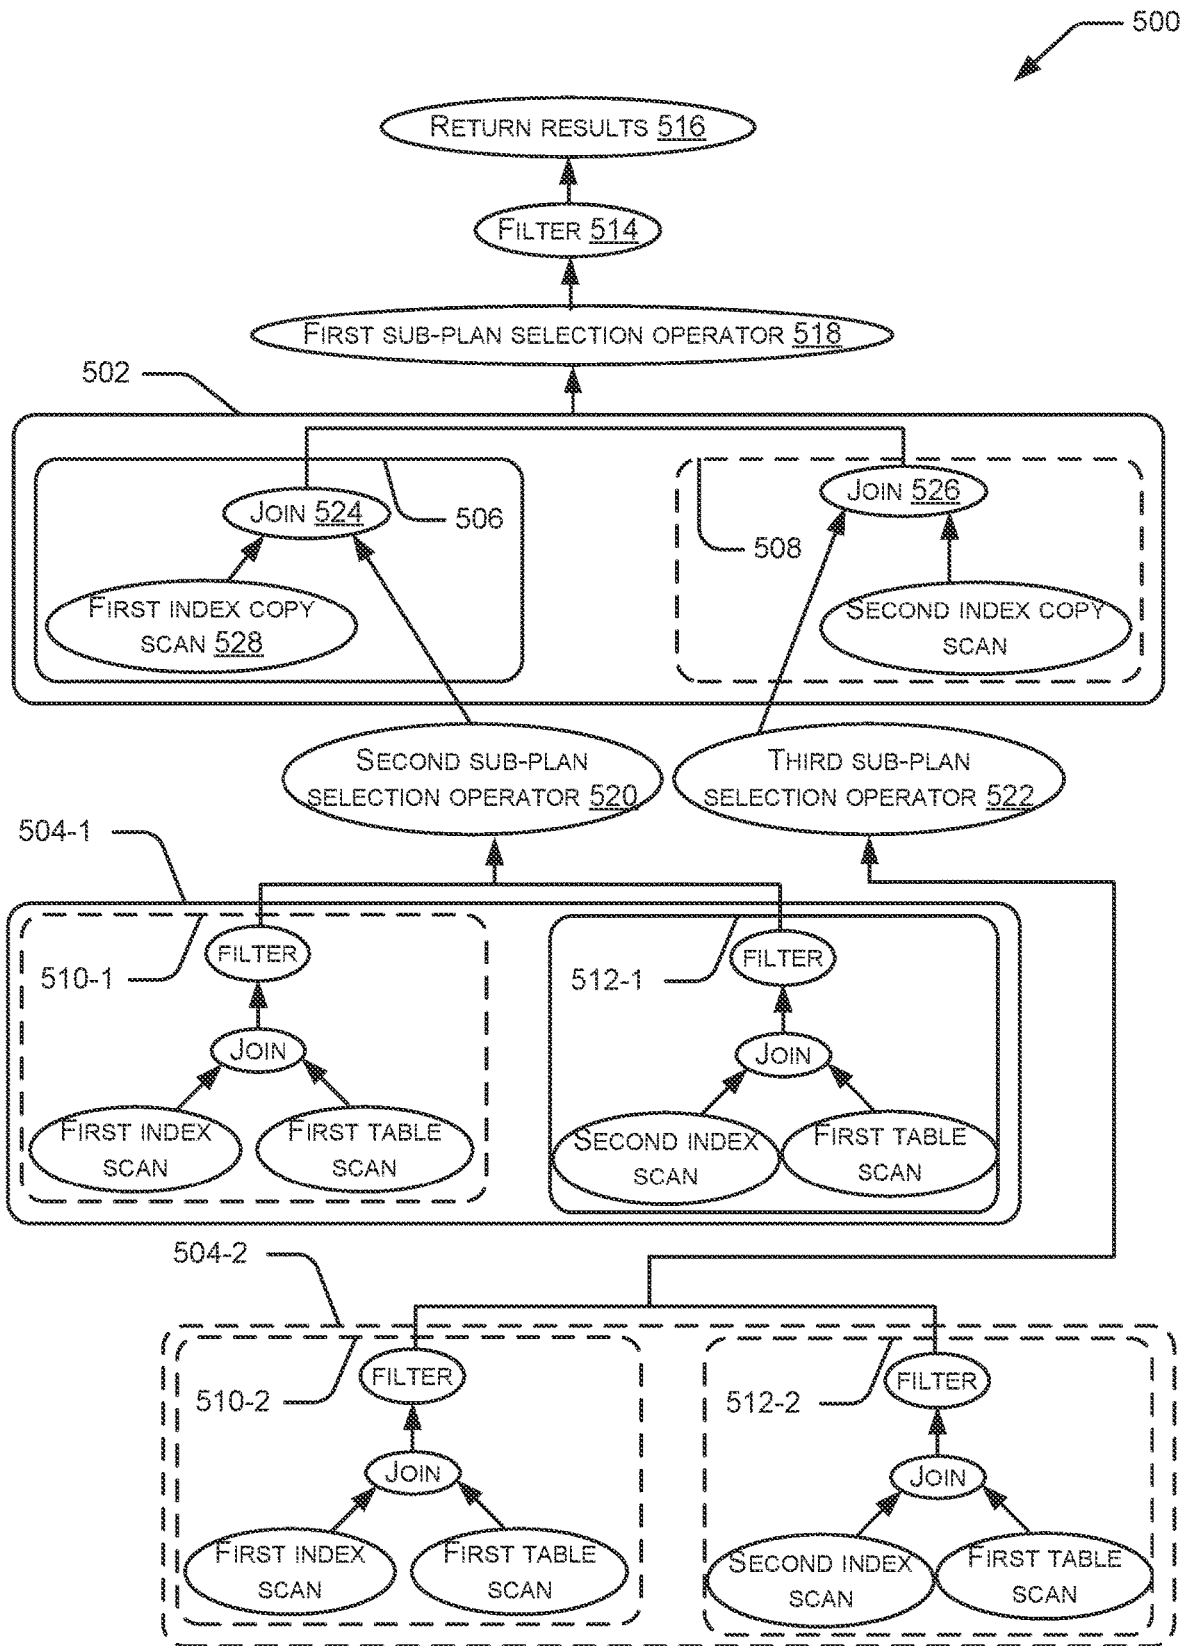 500
RETURN RESULTS 516
FILTER 514
FIRST SUB-PLAN SELECTION OPERATOR 518
502
JOIN 524
506
JOIN 526
508
FIRST INDEX COPY
SCAN 528
SECOND INDEX COPY
SCAN
SECOND SUB-PLAN
SELECTION OPERATOR 520
THIRD SUB-PLAN
SELECTION OPERATOR 522
504-1
FILTER
510-1
FILTER
512-1
JOIN
JOIN
FIRST INDEX
SCAN
FIRST TABLE
SCAN
SECOND INDEX
SCAN
FIRST TABLE
SCAN
504-2
FILTER
510-2
FILTER
512-2
JOIN
JOIN
FIRST INDEX
SCAN
FIRST TABLE
SCAN
SECOND INDEX
SCAN
FIRST TABLE
SCAN